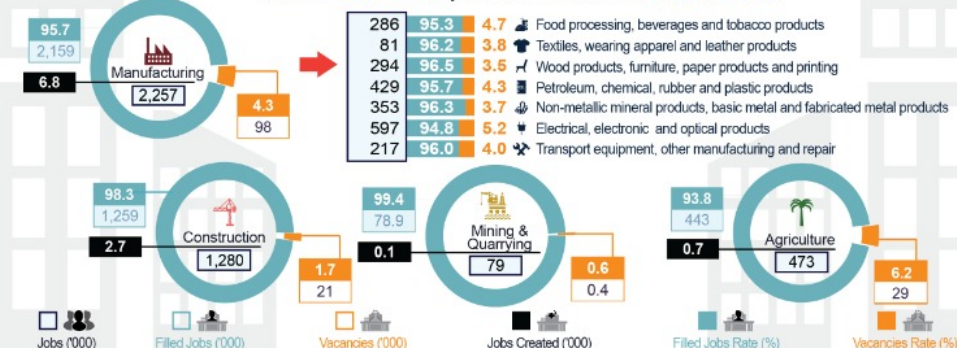 95.7
2,159
6.8
Manufacturing
2,257
4.3
98
286 95.3 4.7 Food processing, beverages and tobacco products
81 96.2 3.8 Textiles, wearing apparel and leather products
294 96.5 3.5 Wood products, furniture, paper products and printing
429 95.7 4.3 Petroleum, chemical, rubber and plastic products
353 96.3 3.7 Non-metallic mineral products, basic metal and fabricated metal products
597 94.8 5.2 Electrical, electronic and optical products
217 96.0 4.0 Transport equipment, other manufacturing and repair
98.3
1,259
2.7
Construction
1,280
1.7
21
99.4
78.9
0.1
Mining &
Quarrying
79
0.6
0.4
93.8
443
0.7
Agriculture
473
6.2
29
Jobs ('000)
Filled Jobs ('000)
Vacancies ('000)
Jobs Created ('000)
Filled Jobs Rate (%)
Vacancies Rate (%)